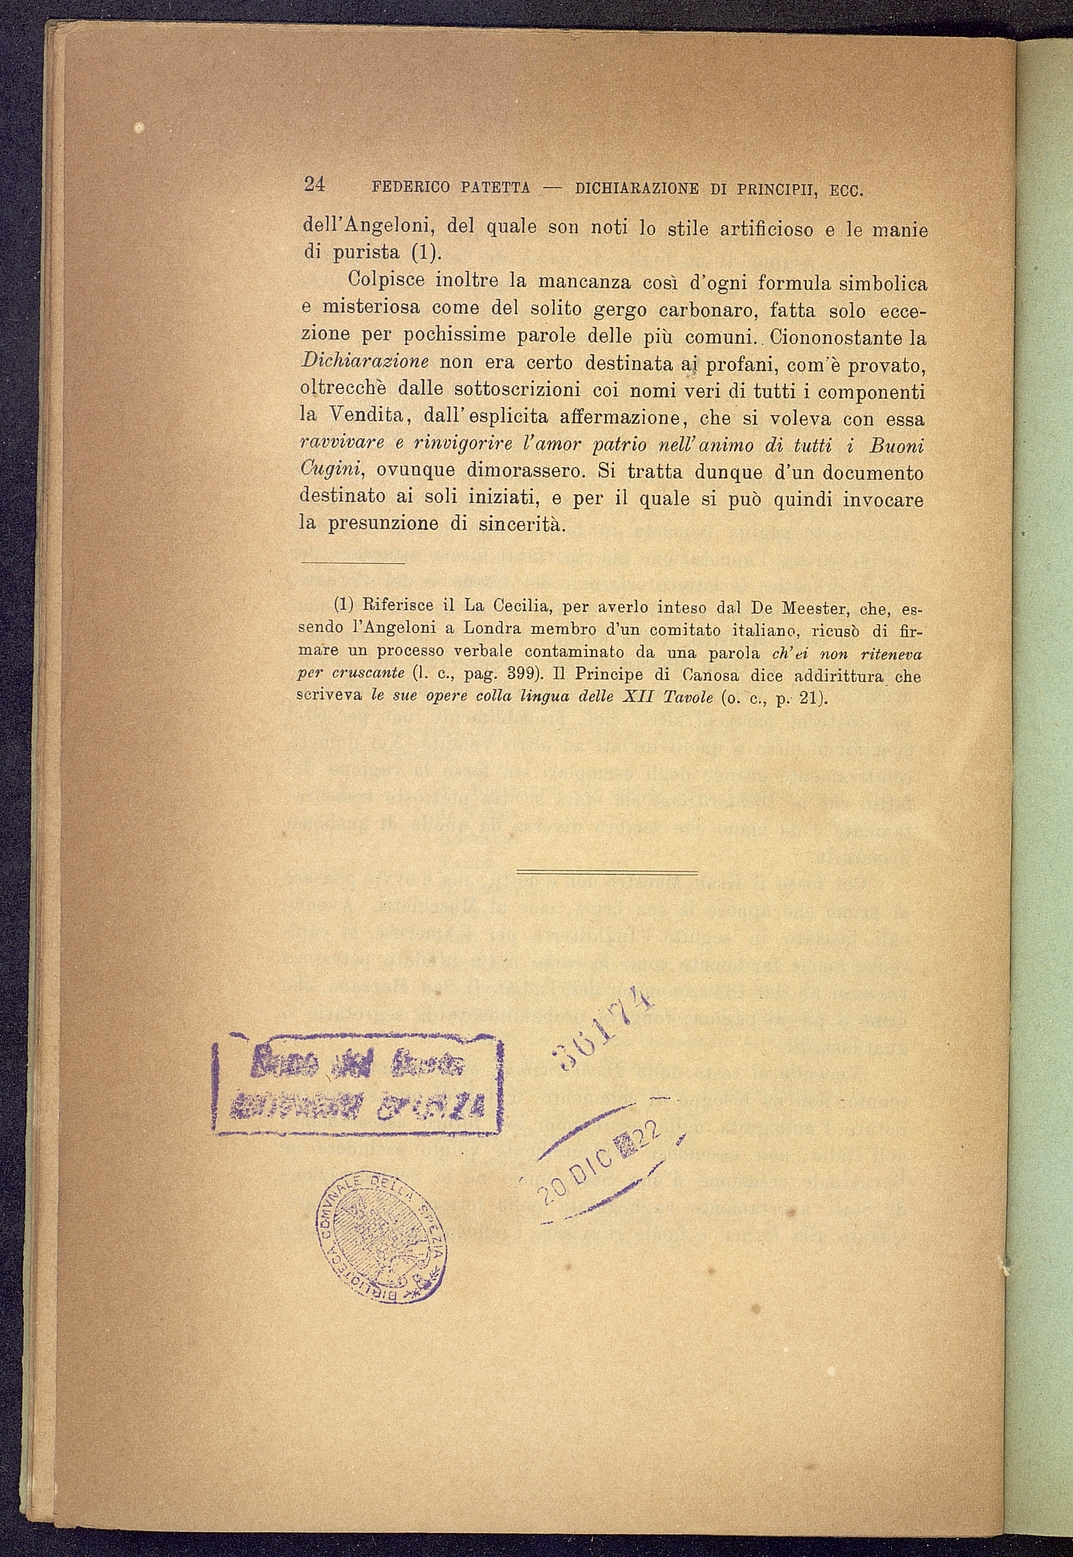 24 FEDERICO PATETTA — DICHIARAZIONE DI PRINCIPII, ECC.
dell'Angeloni, del quale son noti lo stile artificioso e le manie
di purista (1).
Colpisce inoltre la mancanza così d'ogni formula simbolica
e misteriosa come del solito gergo carbonaro, fatta solo ecce-
zione per pochissime parole delle più comuni. Ciononostante la
Dichiarazione non era certo destinata ai profani, com'è provato,
oltrecchè dalle sottoscrizioni coi nomi veri di tutti i componenti
la Vendita, dall'esplicita affermazione, che si voleva con essa
ravvivare e rinvigorire l'amor patrio nell'animo di tutti i Buoni
Cugini, ovunque dimorassero. Si tratta dunque d'un documento
destinato ai soli iniziati, e per il quale si può quindi invocare
la presunzione di sincerità.
(1) Riferisce il La Cecilia, per averlo inteso dal De Meester, che, es-
sendo l'Angeloni a Londra membro d'un comitato italiano, ricusò di fir-
mare un processo verbale contaminato da una parola ch'ei non riteneva
per cruscante (l. c., pag. 399). Il Principe di Canosa dice addirittura che
scriveva le sue opere colla lingua delle XII Tavole (o. c., p. 21).
36174
20 DIC 22
BIBLIOTECA COMVNALE DELLA SPEZIA